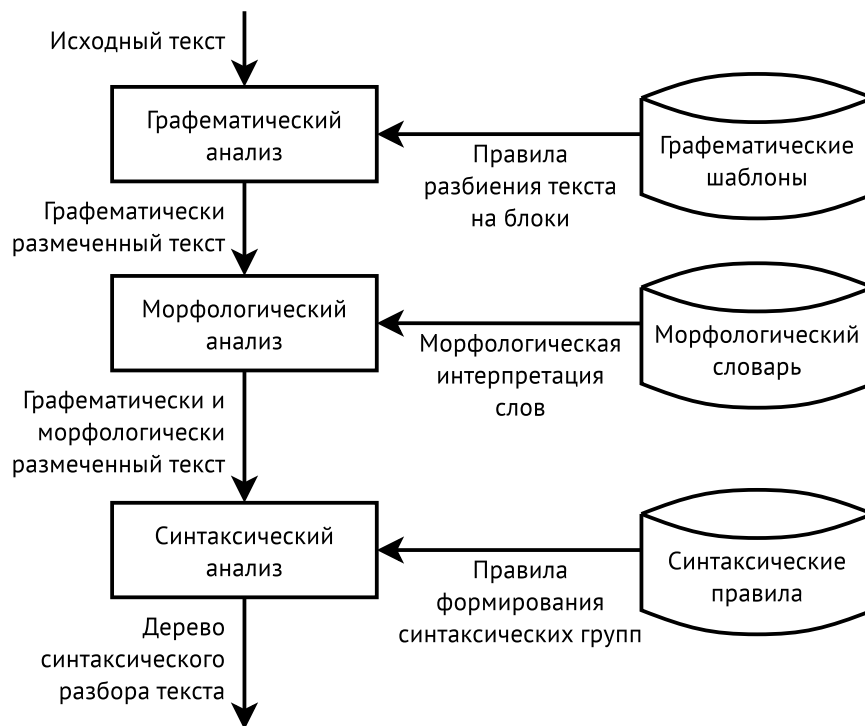 Исходный текст
Графематический
анализ
Правила
разбиения текста
на блоки
Графематические
шаблоны
Графематически
размеченный текст
Морфологический
анализ
Морфологическая
интерпретация
слов
Морфологический
словарь
Графематически и
морфологически
размеченный текст
Синтаксический
анализ
Правила
формирования
синтаксических групп
Синтаксические
правила
Дерево
синтаксического
разбора текста